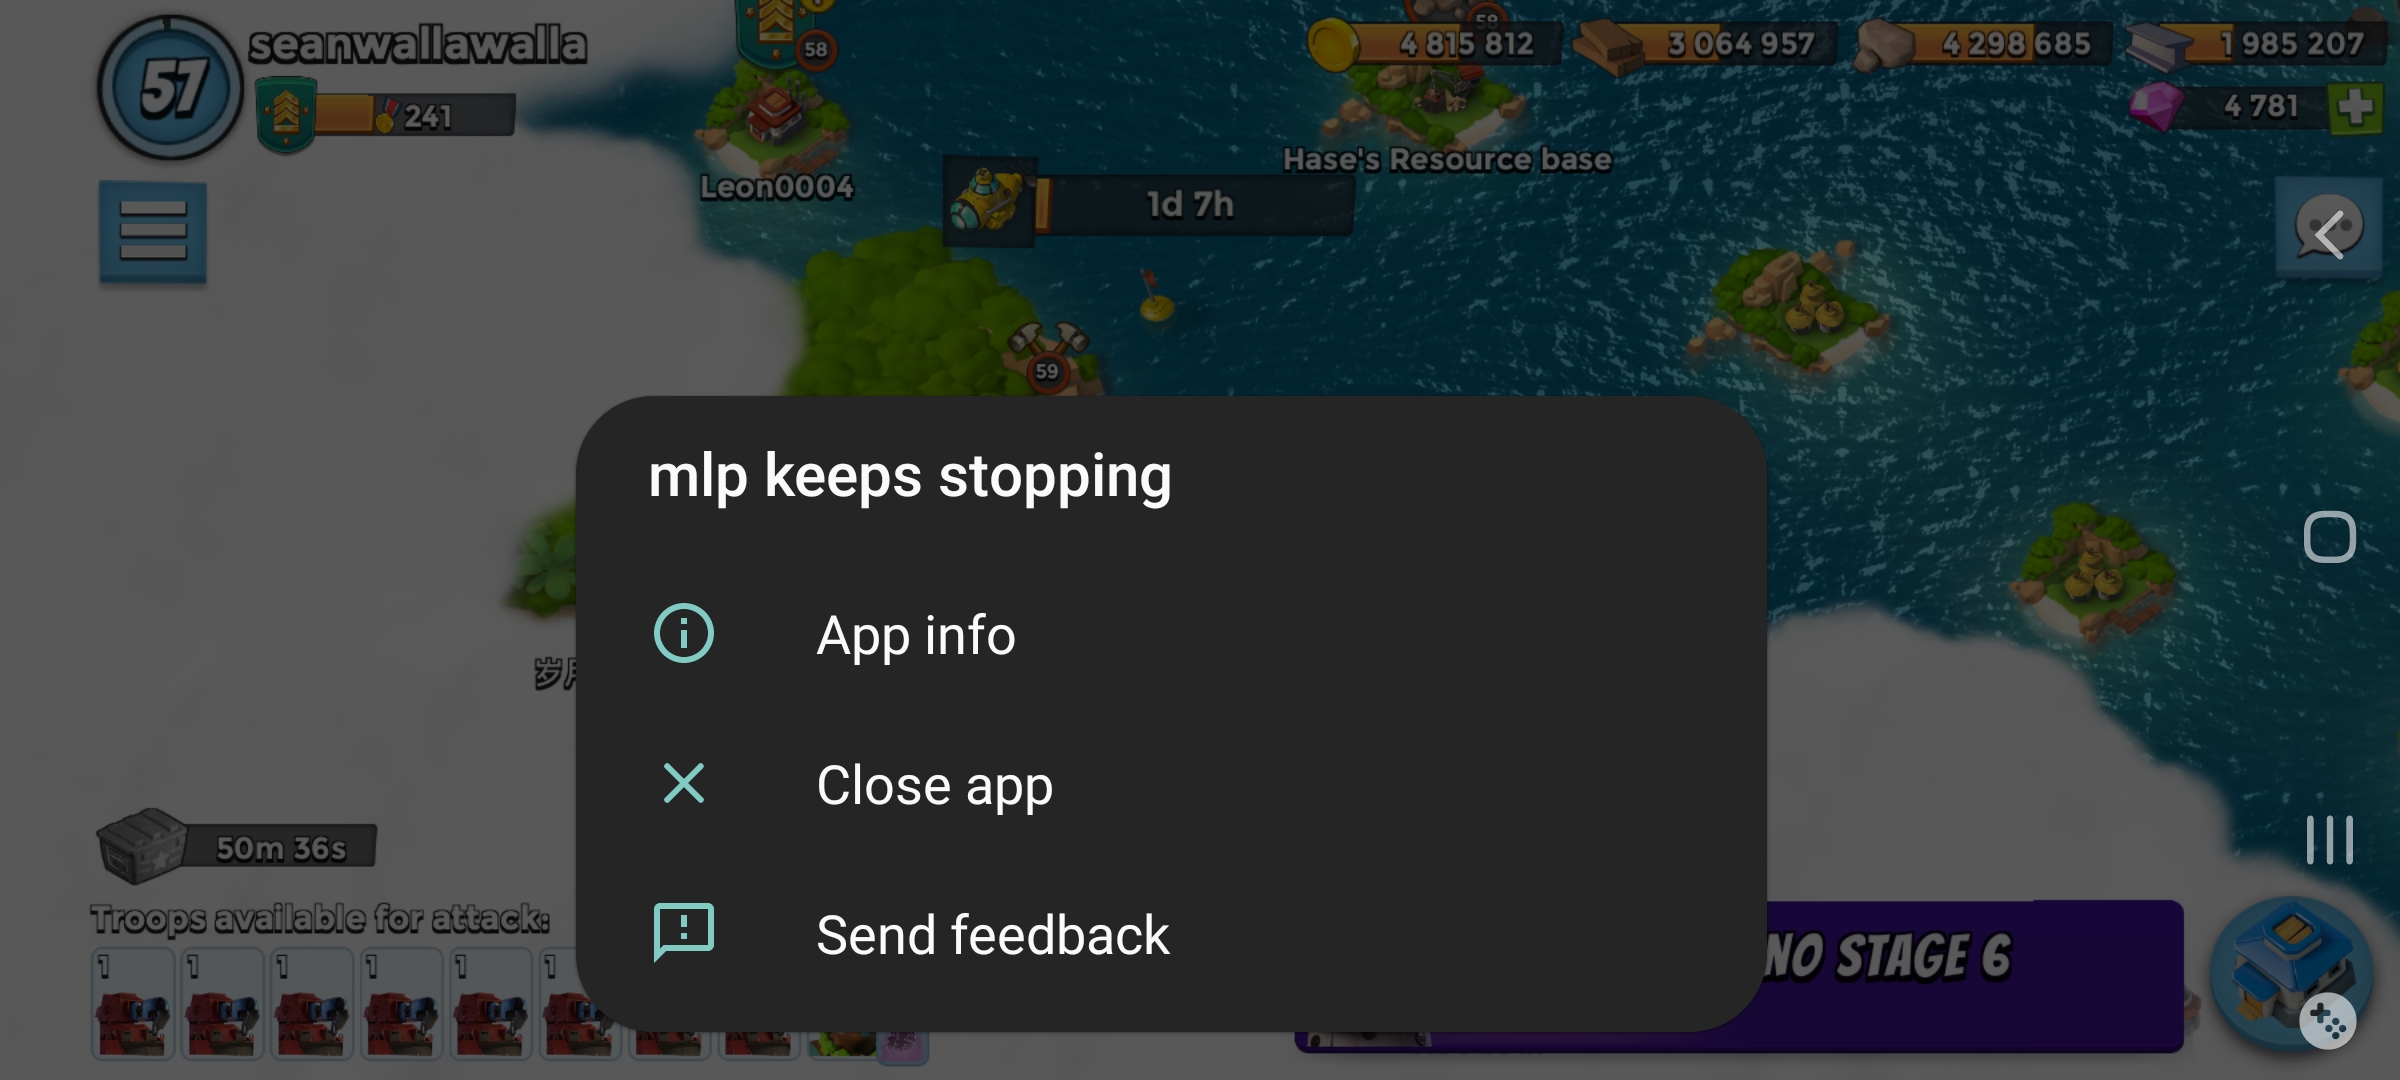 57
seanwallawalla
241
58
Leon0004
1d 7h
58
Hase's Resource base
4 815 812
3 064 957
4 298 685
1 985 207
4 781
59
mlp keeps stopping
App info
Close app
Send feedback
岁
50m 36s
Troops available for attack:
1 1 1 1 1 1
NO STAGE 6